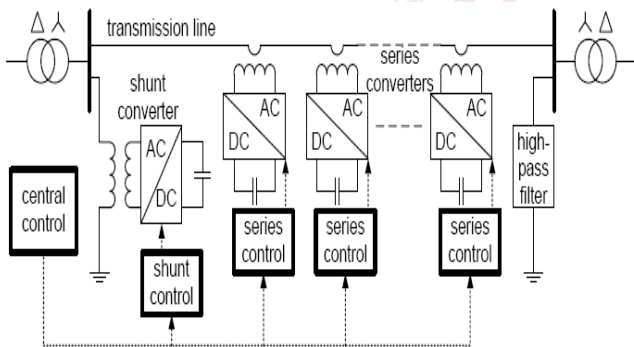 transmission line
series
converters
shunt
converter
AC
DC
AC
DC
AC
DC
AC
DC
high-
pass
filter
central
control
shunt
control
series
control
series
control
series
control